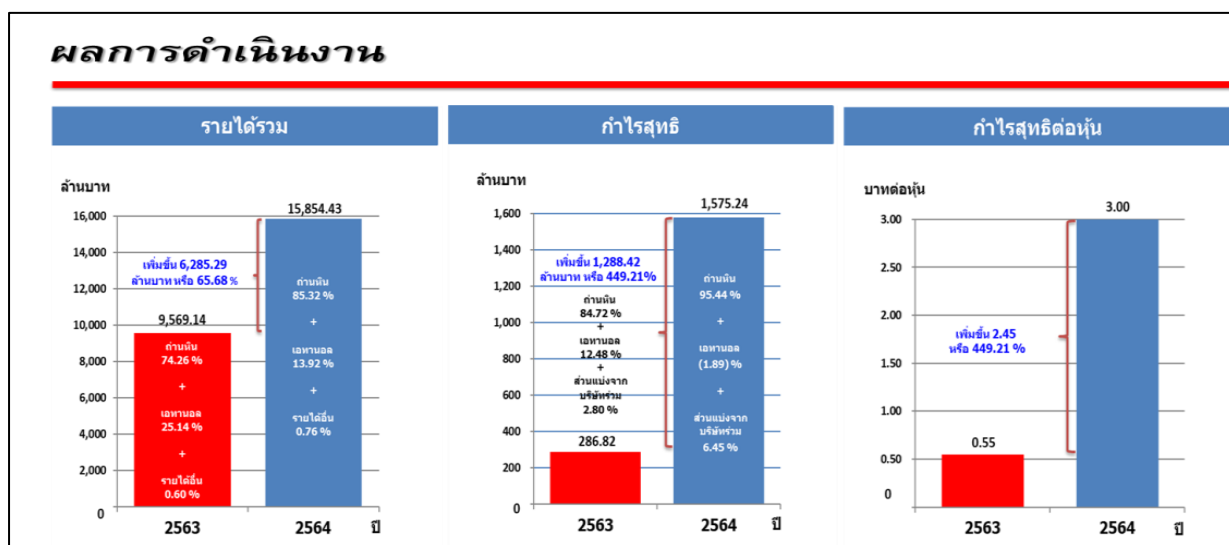 ผลการดำเนินงาน
รายได้รวม
ล้านบาท
16,000
14,000
12,000
10,000
8,000
6,000
4,000
2,000
0
15,854.43
เพิ่มขึ้น 6,285.29
ล้านบาท หรือ 65.68 %
9,569.14
ถ่านหิน
74.26 %
+
เอทานอล
25.14 %
+
รายได้อื่น
0.60 %
ถ่านหิน
85.32 %
+
เอทานอล
13.92 %
+
รายได้อื่น
0.76 %
2563 2564 ปี
กำไรสุทธิ
ล้านบาท
1,600
1,400
1,200
1,000
800
600
400
200
0
1,575.24
เพิ่มขึ้น 1,288.42
ล้านบาท หรือ 449.21%
ถ่านหิน
84.72 %
+
เอทานอล
12.48 %
+
ส่วนแบ่งจาก
บริษัทร่วม
2.80 %
286.82
ถ่านหิน
95.44 %
+
เอทานอล
(1.89) %
+
ส่วนแบ่งจาก
บริษัทร่วม
6.45 %
2563 2564 ปี
กำไรสุทธิต่อหุ้น
บาทต่อหุ้น
3.00
2.50
2.00
1.50
1.00
0.50
0
3.00
เพิ่มขึ้น 2.45
หรือ 449.21 %
0.55
2563 2564 ปี